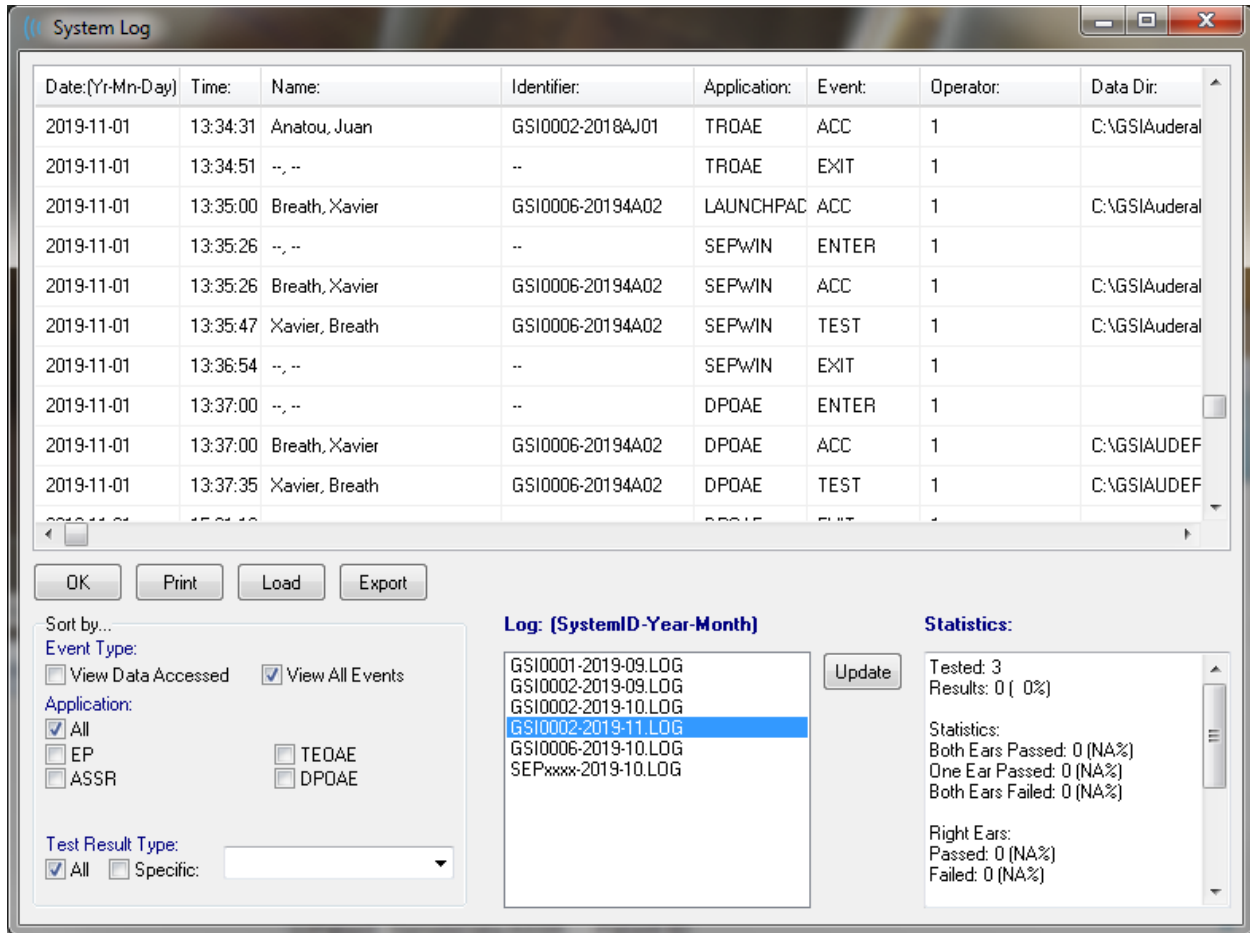 System Log
Date:(Yr-Mn-Day) Time: Name: Identifier: Application: Event: Operator: Data Dir:
2019-11-01 13:34:31 Anatou, Juan GSI0002-2018AJ01 TROAE ACC 1 C:\GSIAuderal
2019-11-01 13:34:51 --, -- -- TROAE EXIT 1
2019-11-01 13:35:00 Breath, Xavier GSI0006-20194A02 LAUNCHPAD ACC 1 C:\GSIAuderal
2019-11-01 13:35:26 --, -- -- SEPWIN ENTER 1
2019-11-01 13:35:26 Breath, Xavier GSI0006-20194A02 SEPWIN ACC 1 C:\GSIAuderal
2019-11-01 13:35:47 Xavier, Breath GSI0006-20194A02 SEPWIN TEST 1 C:\GSIAuderal
2019-11-01 13:36:54 --, -- -- SEPWIN EXIT 1
2019-11-01 13:37:00 --, -- -- DPOAE ENTER 1
2019-11-01 13:37:00 Breath, Xavier GSI0006-20194A02 DPOAE ACC 1 C:\GSIAUDEF
2019-11-01 13:37:35 Xavier, Breath GSI0006-20194A02 DPOAE TEST 1 C:\GSIAUDEF
OK Print Load Export
Sort by...
Event Type:
View Data Accessed View All Events
Application:
All
EP TEOAE
ASSR DPOAE
Test Result Type:
All Specific:
Log: (SystemID-Year-Month)
GSI0001-2019-09.LOG
GSI0002-2019-09.LOG
GSI0002-2019-10.LOG
GSI0002-2019-11.LOG
GSI0006-2019-10.LOG
SEPxxxx-2019-10.LOG
Update
Statistics:
Tested: 3
Results: 0 ( 0%)
Statistics:
Both Ears Passed: 0 (NA%)
One Ear Passed: 0 (NA%)
Both Ears Failed: 0 (NA%)
Right Ears:
Passed: 0 (NA%)
Failed: 0 (NA%)